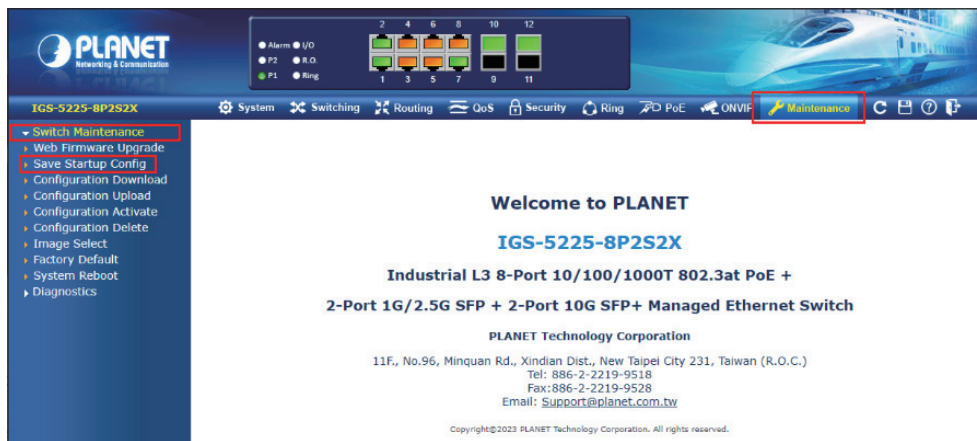 2 4 6 8 10 12
PLANET
Networking & Communication
Alarm I/O
P2 R.O.
P1 Ring
1 3 5 7 9 11
IGS-5225-8P2S2X
System Switching Routing QoS Security Ring PoE ONVIF Maintenance
Switch Maintenance
Web Firmware Upgrade
Save Startup Config
Configuration Download
Configuration Upload
Configuration Activate
Configuration Delete
Image Select
Factory Default
System Reboot
Diagnostics
Welcome to PLANET
IGS-5225-8P2S2X
Industrial L3 8-Port 10/100/1000T 802.3at PoE +
2-Port 1G/2.5G SFP + 2-Port 10G SFP+ Managed Ethernet Switch
PLANET Technology Corporation
11F., No.96, Minquan Rd., Xindian Dist., New Taipei City 231, Taiwan (R.O.C.)
Tel: 886-2-2219-9518
Fax:886-2-2219-9528
Email: Support@planet.com.tw
Copyright©2023 PLANET Technology Corporation. All rights reserved.